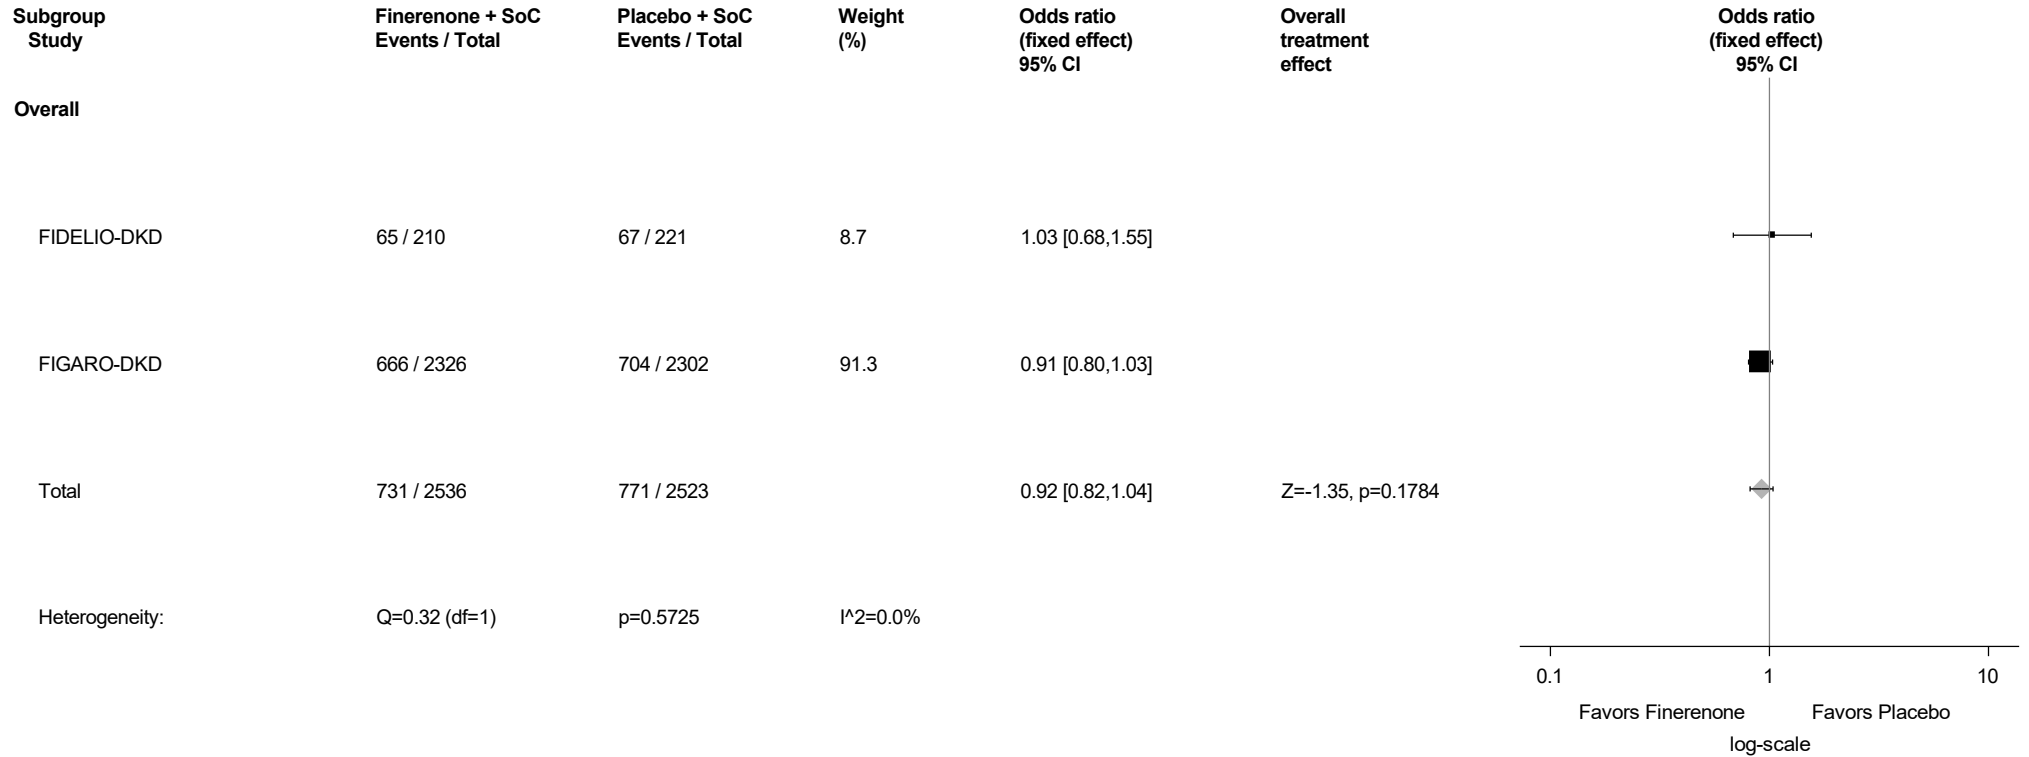 Subgroup Finerenone + SoC Placebo + SoC Weight Odds ratio Overall Odds ratio
Study Events / Total Events / Total (%) (fixed effect) treatment (fixed effect)
95% CI effect 95% CI
Overall
FIDELIO-DKD 65 / 210 67 / 221 8.7 1.03 [0.68,1.55]
FIGARO-DKD 666 / 2326 704 / 2302 91.3 0.91 [0.80,1.03]
Total 731 / 2536 771 / 2523 0.92 [0.82,1.04] Z=-1.35, p=0.1784
Heterogeneity: Q=0.32 (df=1) p=0.5725 I^2=0.0%
0.1 1 10
Favors Finerenone Favors Placebo
log-scale